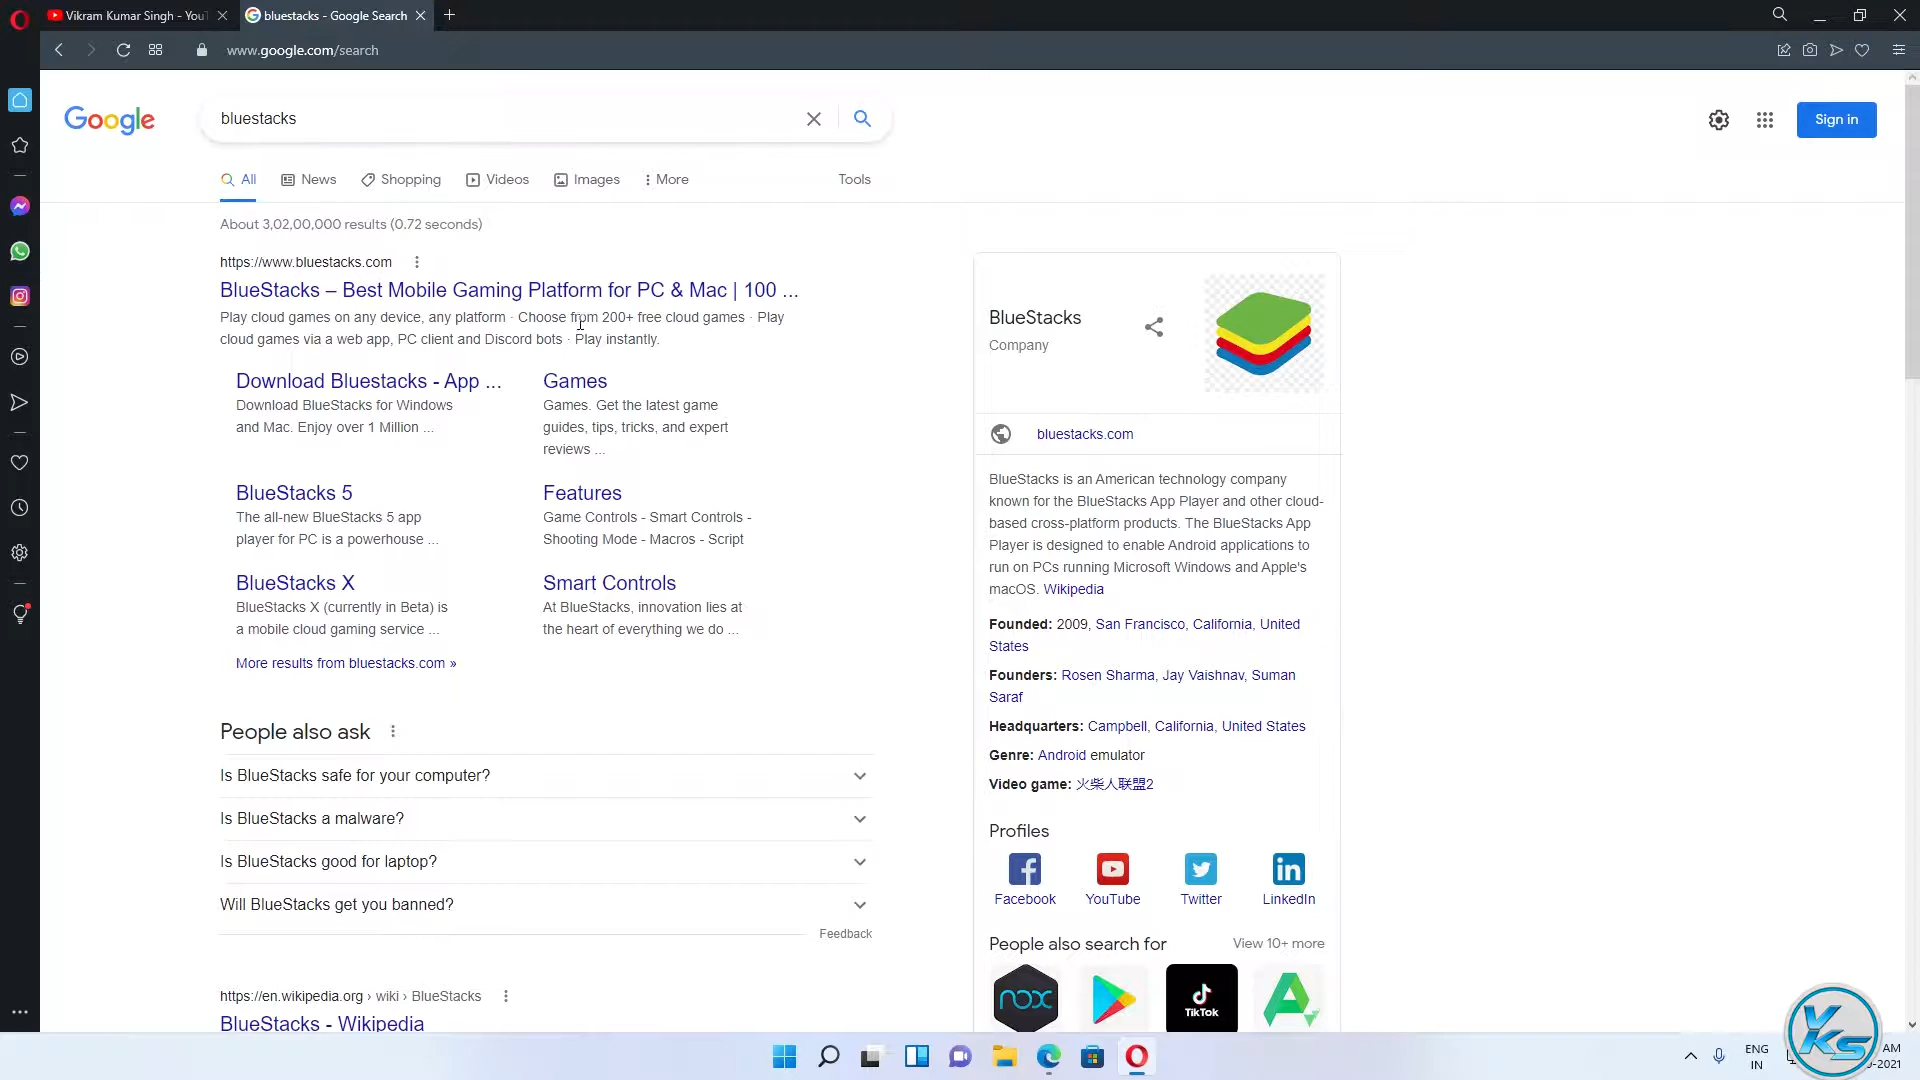 Vikram Kumar Singh - You
bluestacks - Google Search
www.google.com/search
Google
bluestacks
Sign in
All
News
Shopping
Videos
Images
More
Tools
About 3,02,00,000 results (0.72 seconds)
https://www.bluestacks.com
BlueStacks – Best Mobile Gaming Platform for PC & Mac | 100 ...
Play cloud games on any device, any platform · Choose from 200+ free cloud games · Play
cloud games via a web app, PC client and Discord bots · Play instantly.
Download Bluestacks - App ...
Download BlueStacks for Windows
and Mac. Enjoy over 1 Million ...
Games
Games. Get the latest game
guides, tips, tricks, and expert
reviews ...
BlueStacks 5
The all-new BlueStacks 5 app
player for PC is a powerhouse ...
Features
Game Controls - Smart Controls -
Shooting Mode - Macros - Script
BlueStacks X
BlueStacks X (currently in Beta) is
a mobile cloud gaming service ...
Smart Controls
At BlueStacks, innovation lies at
the heart of everything we do ...
More results from bluestacks.com »
People also ask
Is BlueStacks safe for your computer?
Is BlueStacks a malware?
Is BlueStacks good for laptop?
Will BlueStacks get you banned?
Feedback
https://en.wikipedia.org › wiki › BlueStacks
BlueStacks - Wikipedia
BlueStacks
Company
bluestacks.com
BlueStacks is an American technology company
known for the BlueStacks App Player and other cloud-
based cross-platform products. The BlueStacks App
Player is designed to enable Android applications to
run on PCs running Microsoft Windows and Apple's
macOS. Wikipedia
Founded: 2009, San Francisco, California, United
States
Founders: Rosen Sharma, Jay Vaishnav, Suman
Saraf
Headquarters: Campbell, California, United States
Genre: Android emulator
Video game: 火柴人联盟2
Profiles
Facebook
YouTube
Twitter
LinkedIn
People also search for
View 10+ more
nox
TikTok
ENG
IN
VKS
AM
-2021